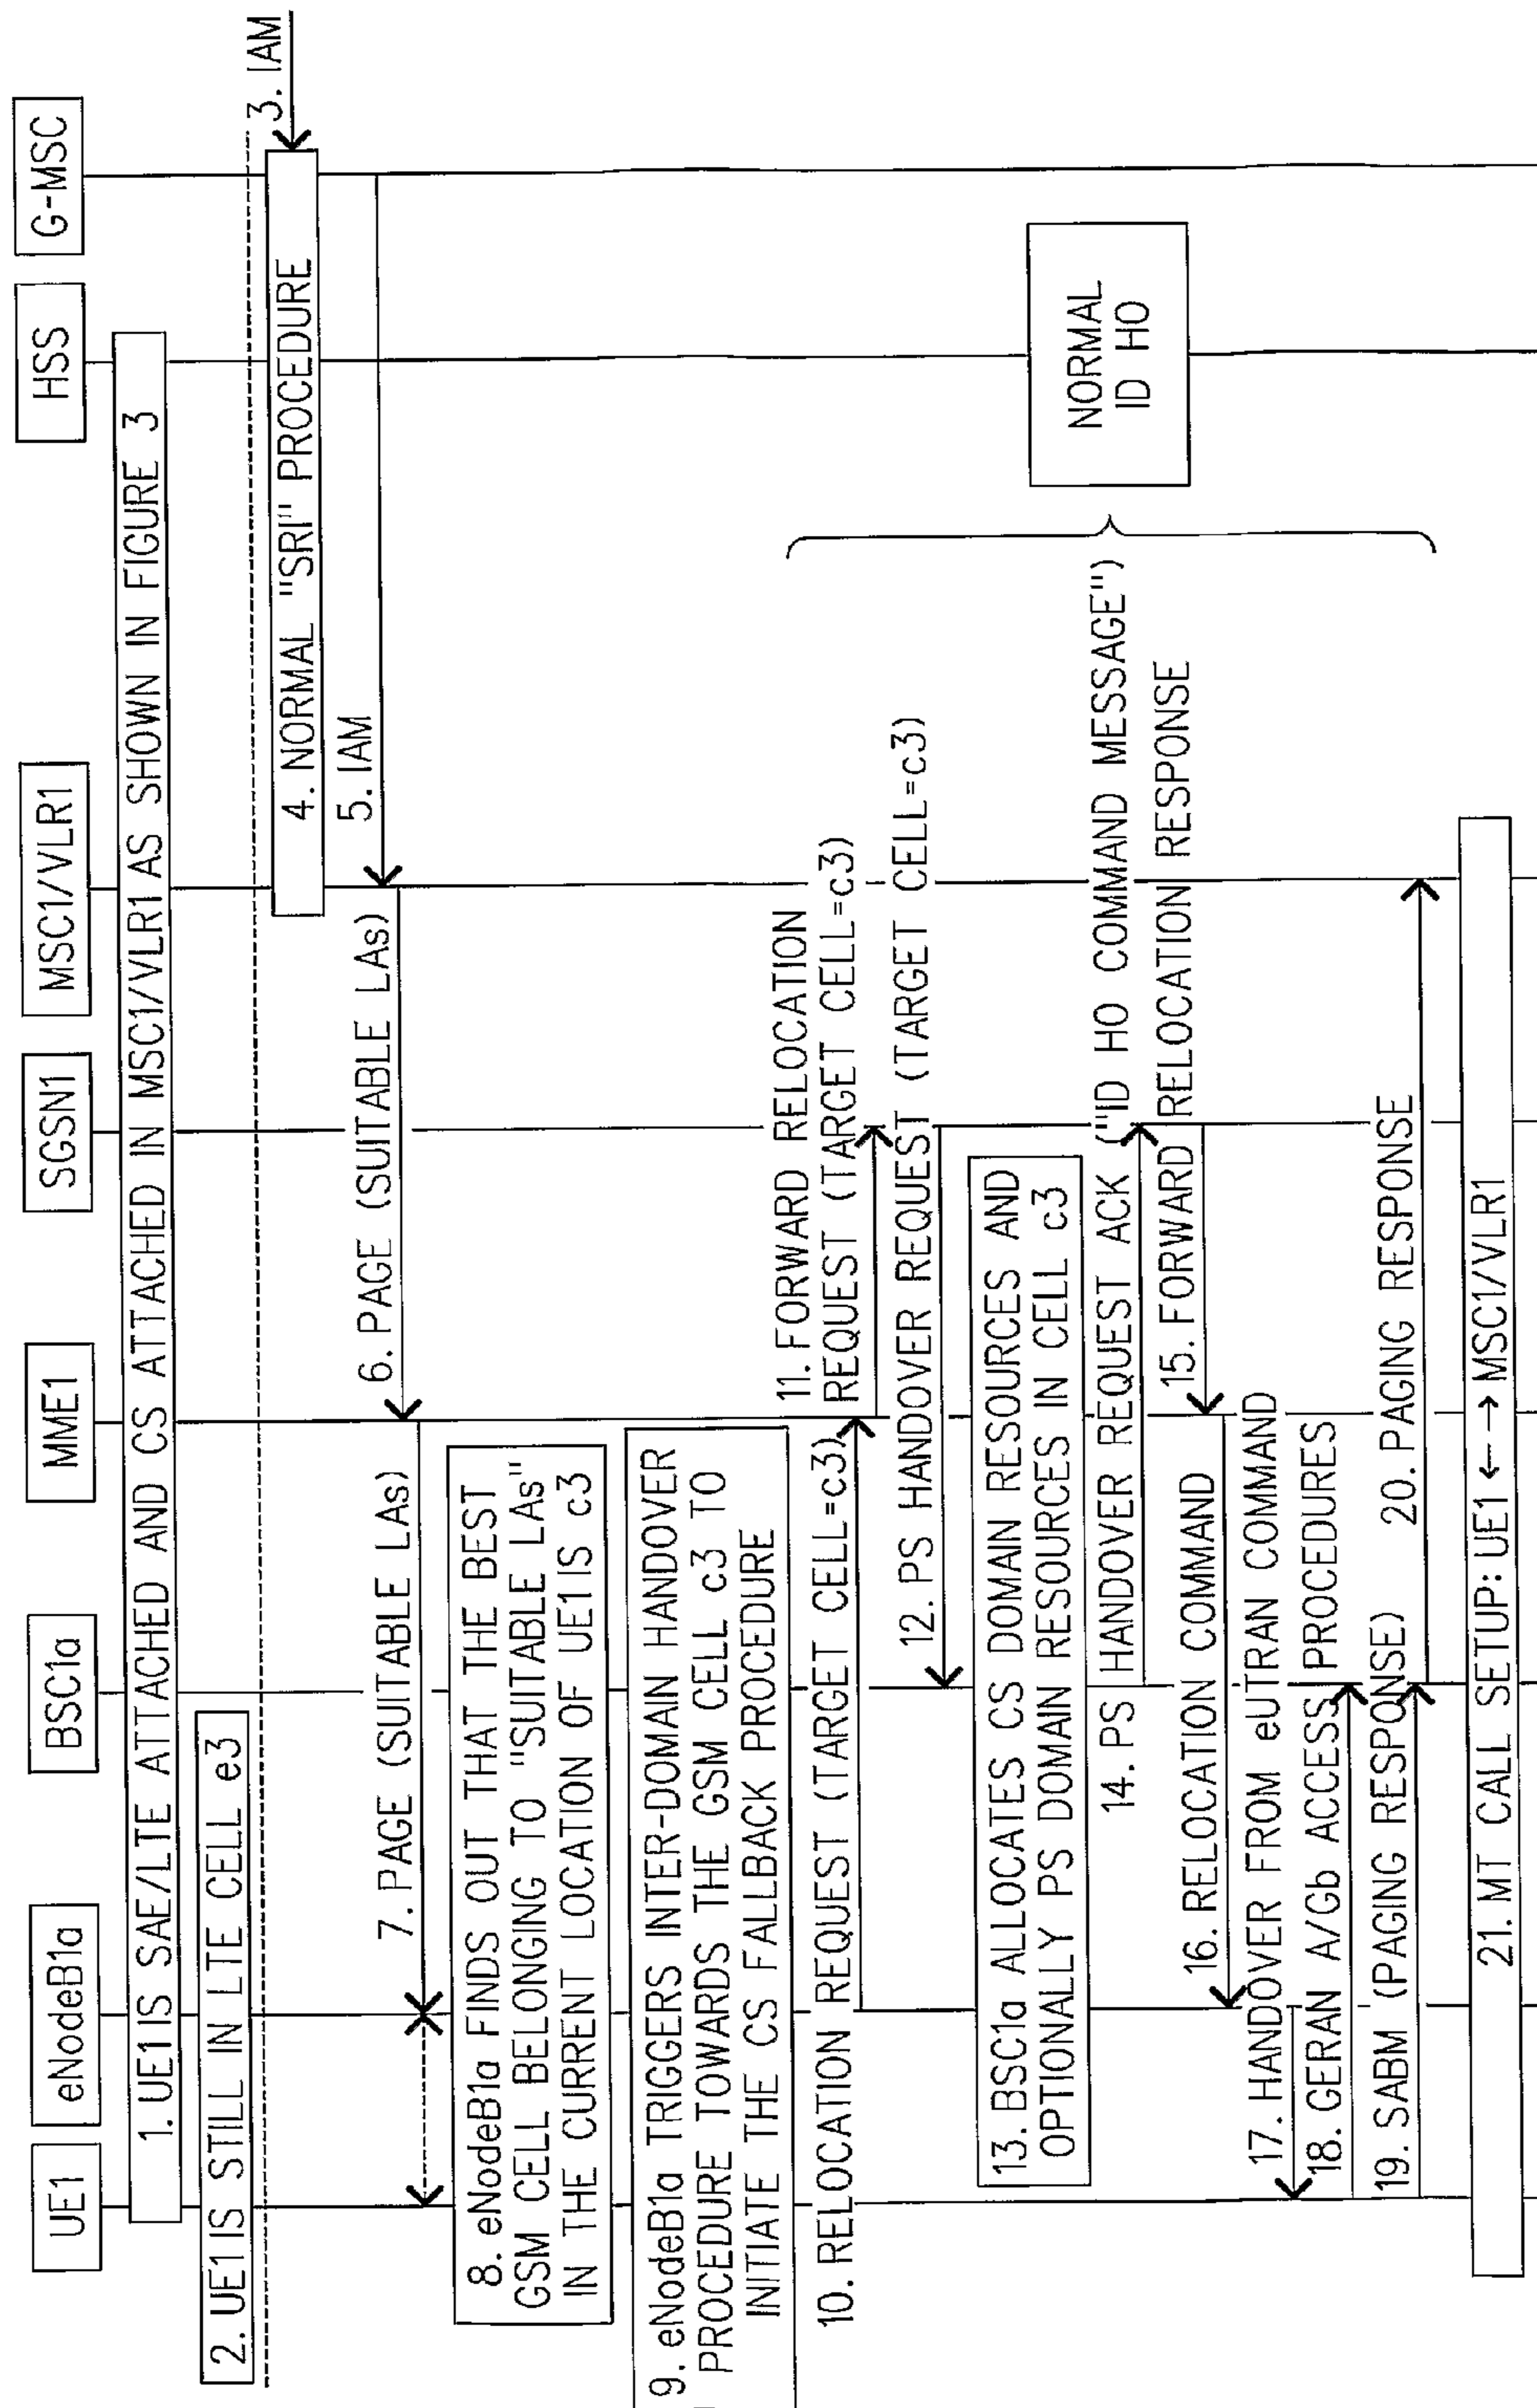 UE1
eNodeB1a
BSC1a
MME1
SGSN1
MSC1/VLR1
HSS
G-MSC
1. UE1 IS SAE/LTE ATTACHED AND CS ATTACHED IN MSC1/VLR1 AS SHOWN IN FIGURE 3
2. UE1 IS STILL IN LTE CELL e3
3. IAM
4. NORMAL "SRI" PROCEDURE
5. IAM
6. PAGE (SUITABLE LAs)
7. PAGE (SUITABLE LAs)
8. eNodeB1a FINDS OUT THAT THE BEST
GSM CELL BELONGING TO "SUITABLE LAs"
IN THE CURRENT LOCATION OF UE1 IS c3
9. eNodeB1a TRIGGERS INTER-DOMAIN HANDOVER
PROCEDURE TOWARDS THE GSM CELL c3 TO
INITIATE THE CS FALLBACK PROCEDURE
10. RELOCATION REQUEST (TARGET CELL=c3)
11. FORWARD RELOCATION
REQUEST (TARGET CELL=c3)
12. PS HANDOVER REQUEST (TARGET CELL=c3)
13. BSC1a ALLOCATES CS DOMAIN RESOURCES AND
OPTIONALLY PS DOMAIN RESOURCES IN CELL c3
14. PS HANDOVER REQUEST ACK ("ID HO COMMAND MESSAGE")
15. FORWARD RELOCATION RESPONSE
NORMAL
ID HO
16. RELOCATION COMMAND
17. HANDOVER FROM eUTRAN COMMAND
18. GERAN A/Gb ACCESS PROCEDURES
19. SABM (PAGING RESPONSE)
20. PAGING RESPONSE
21. MT CALL SETUP: UE1 ←→ MSC1/VLR1